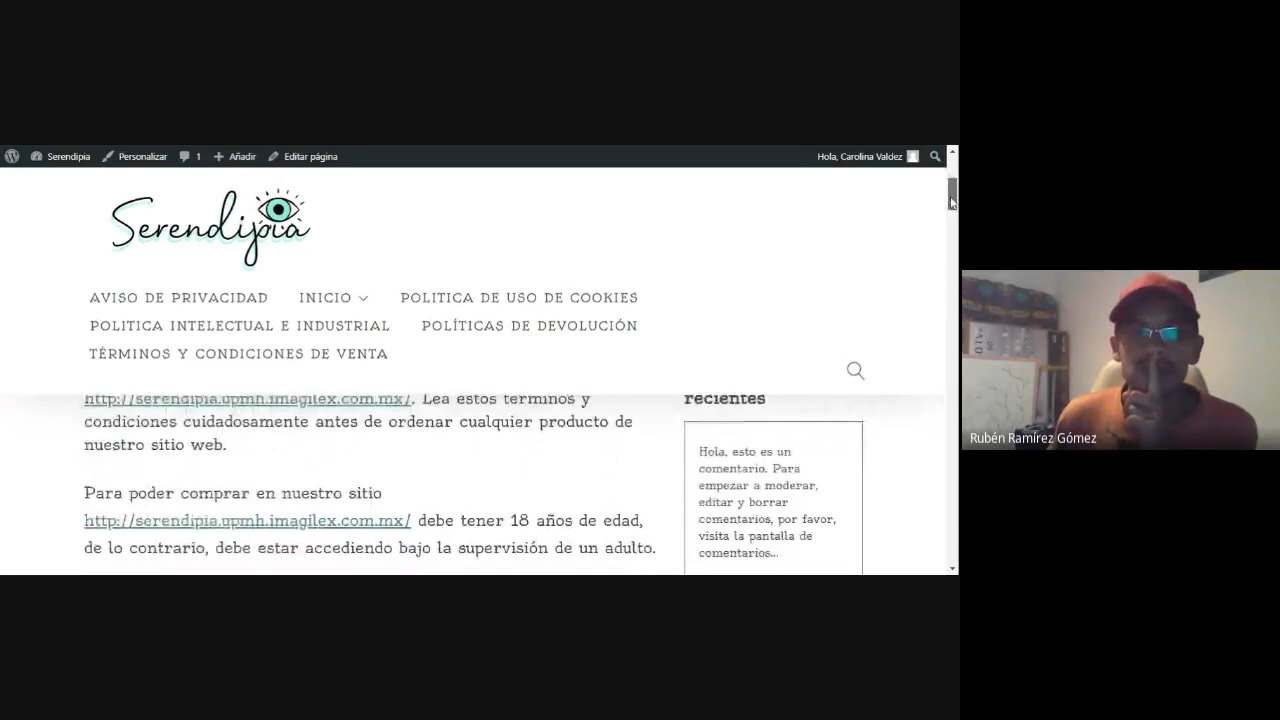 Serendipia
Personalizar
1
Añadir
Editar página
Hola, Carolina Valdez
Serendipia
AVISO DE PRIVACIDAD
INICIO
POLITICA DE USO DE COOKIES
POLITICA INTELECTUAL E INDUSTRIAL
POLÍTICAS DE DEVOLUCIÓN
TÉRMINOS Y CONDICIONES DE VENTA
http://serendipia.upmh.imagilex.com.mx/. Lea estos términos y
condiciones cuidadosamente antes de ordenar cualquier producto de
nuestro sitio web.
Para poder comprar en nuestro sitio
http://serendipia.upmh.imagilex.com.mx/ debe tener 18 años de edad,
de lo contrario, debe estar accediendo bajo la supervisión de un adulto.
recientes
Hola, esto es un
comentario. Para
empezar a moderar,
editar y borrar
comentarios, por favor,
visita la pantalla de
comentarios...
Rubén Ramírez Gómez